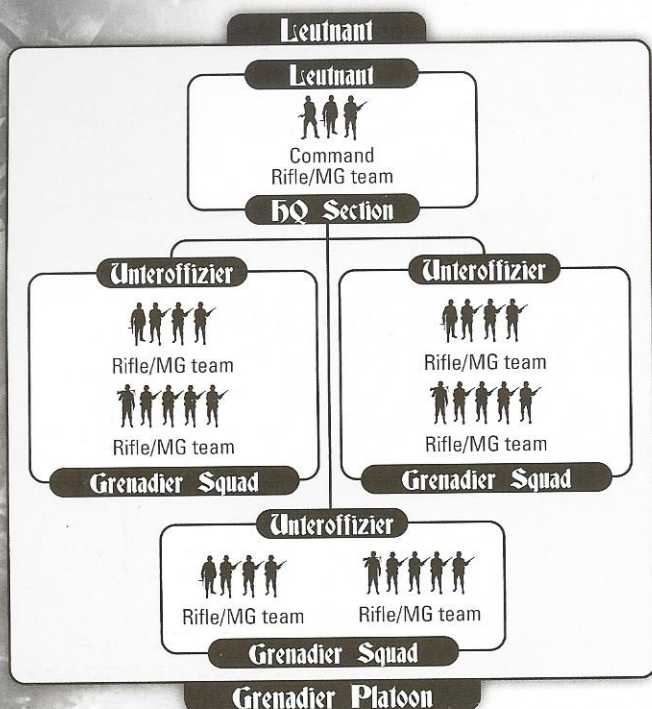 Leutnant
Leutnant
Command
Rifle/MG team
HQ Section
Unteroffizier
Rifle/MG team
Rifle/MG team
Grenadier Squad
Unteroffizier
Rifle/MG team
Rifle/MG team
Grenadier Squad
Unteroffizier
Rifle/MG team
Rifle/MG team
Grenadier Squad
Grenadier Platoon